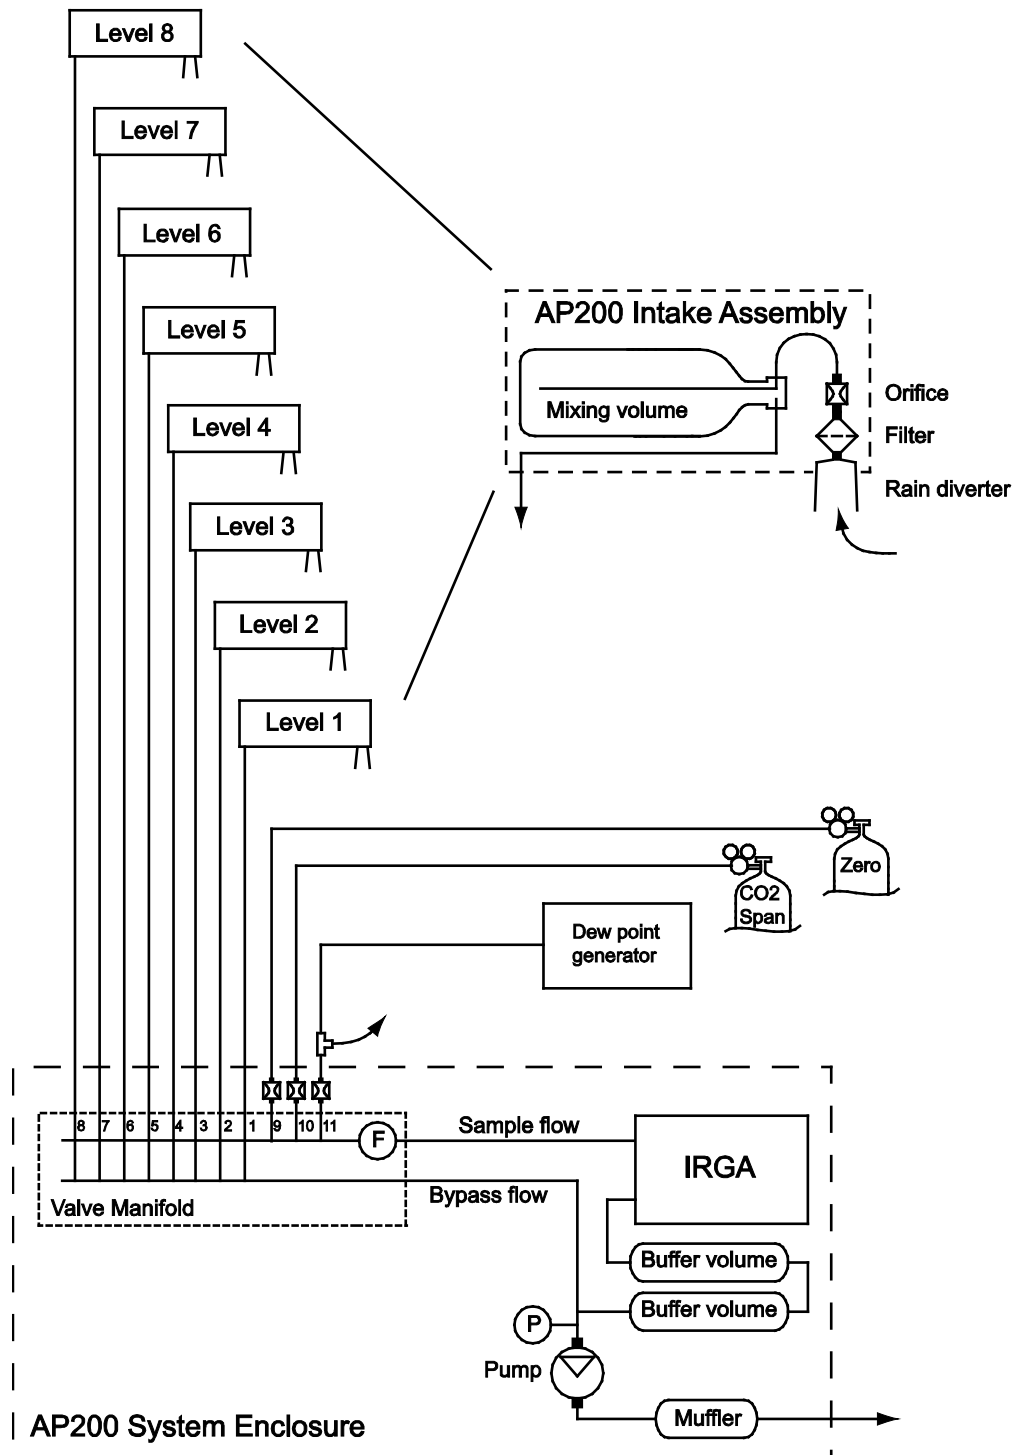 Level 8
Level 7
Level 6
Level 5
Level 4
Level 3
Level 2
Level 1
AP200 Intake Assembly
Mixing volume
Orifice
Filter
Rain diverter
Zero
CO2
Span
Dew point
generator
8 7 6 5 4 3 2 1 9 10 11
F
Sample flow
IRGA
Bypass flow
Valve Manifold
Buffer volume
Buffer volume
P
Pump
Muffler
AP200 System Enclosure